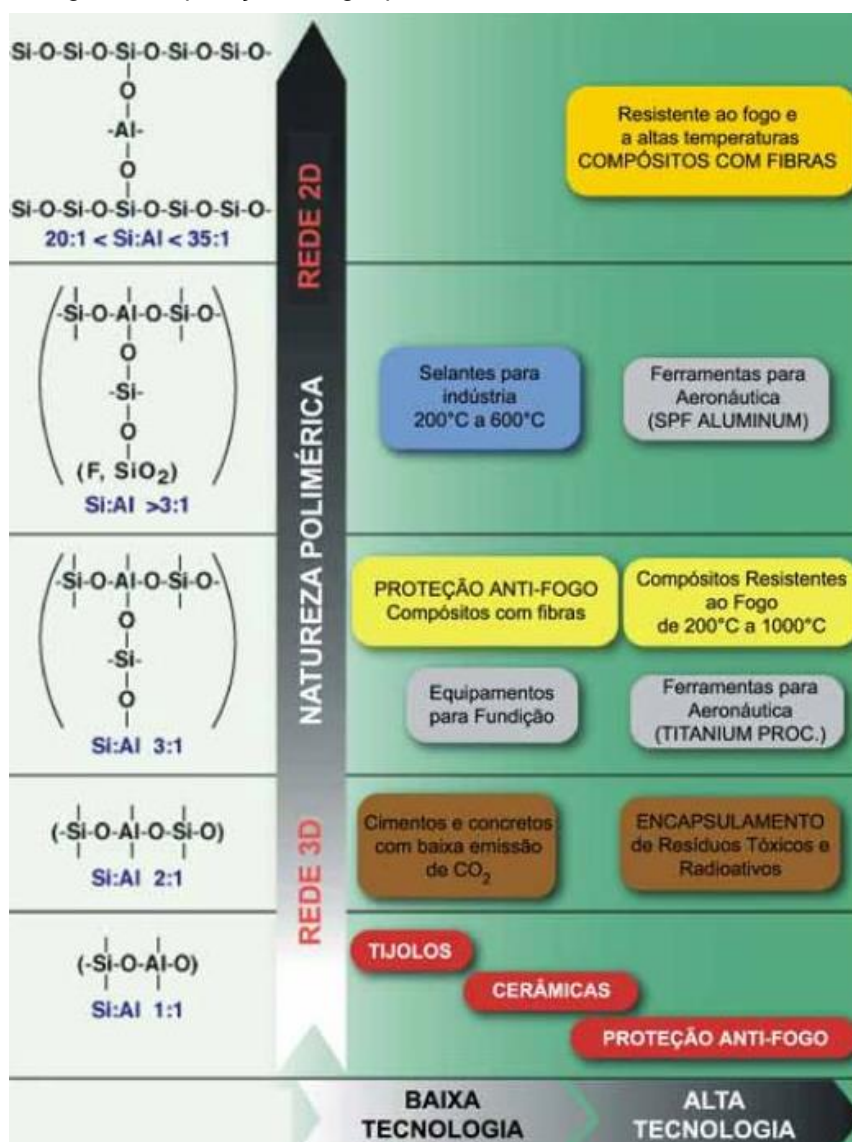 -Si-O-Si-O-Si-O-Si-O-Si-O-
O
-Al-
O
-Si-O-Si-O-Si-O-Si-O-Si-O-
20:1 < Si:Al < 35:1
Resistente ao fogo e
a altas temperaturas
COMPÓSITOS COM FIBRAS
REDE 2D
-Si-O-Al-O-Si-O-
O
-Si-
O
(F, SiO₂)
Si:Al >3:1
Selantes para
indústria
200°C a 600°C
Ferramentas para
Aeronáutica
(SPF ALUMINUM)
NATUREZA POLIMÉRICA
-Si-O-Al-O-Si-O-
O
-Si-
O
Si:Al 3:1
PROTEÇÃO ANTI-FOGO
Compósitos com fibras
Compósitos Resistentes
ao Fogo
de 200°C a 1000°C
Equipamentos
para Fundição
Ferramentas para
Aeronáutica
(TITANIUM PROC.)
(-Si-O-Al-O-Si-O)
Si:Al 2:1
REDE 3D
Cimentos e concretos
com baixa emissão
de CO₂
ENCAPSULAMENTO
de Resíduos Tóxicos e
Radioativos
(-Si-O-Al-O)
Si:Al 1:1
TIJOLOS
CERÂMICAS
PROTEÇÃO ANTI-FOGO
BAIXA
TECNOLOGIA
ALTA
TECNOLOGIA